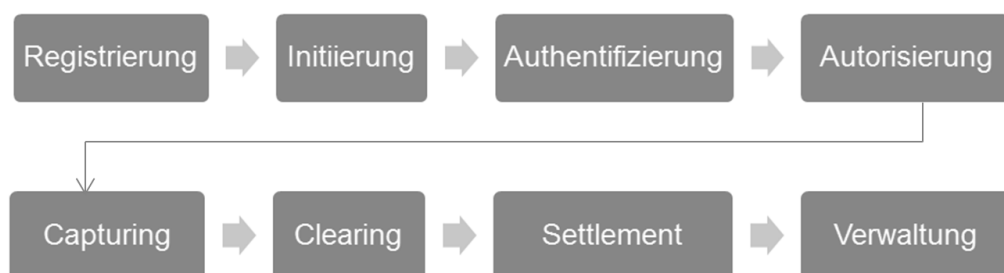 Registrierung
Initiierung
Authentifizierung
Autorisierung
Capturing
Clearing
Settlement
Verwaltung